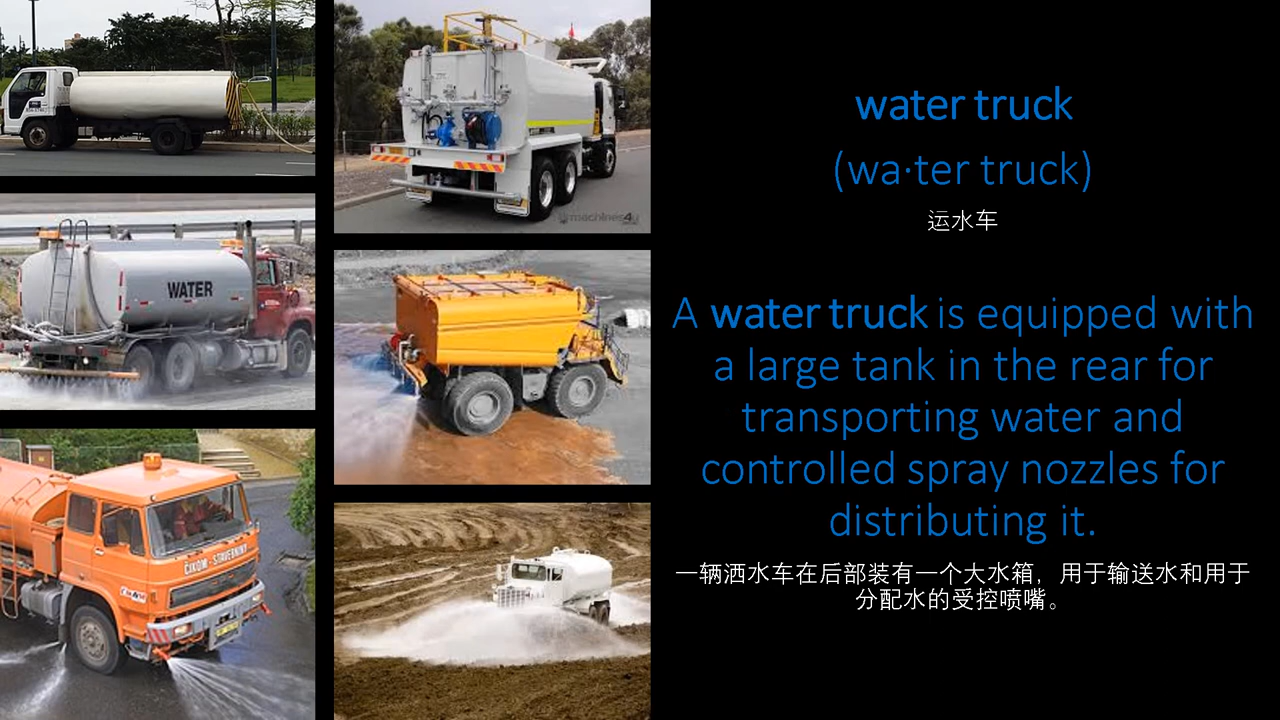 WATER
ČIKOM - STAVEBNINY
machines4u
water truck
(wa·ter truck)
运水车
A water truck is equipped with
a large tank in the rear for
transporting water and
controlled spray nozzles for
distributing it.
一辆洒水车在后部装有一个大水箱，用于输送水和用于
分配水的受控喷嘴。